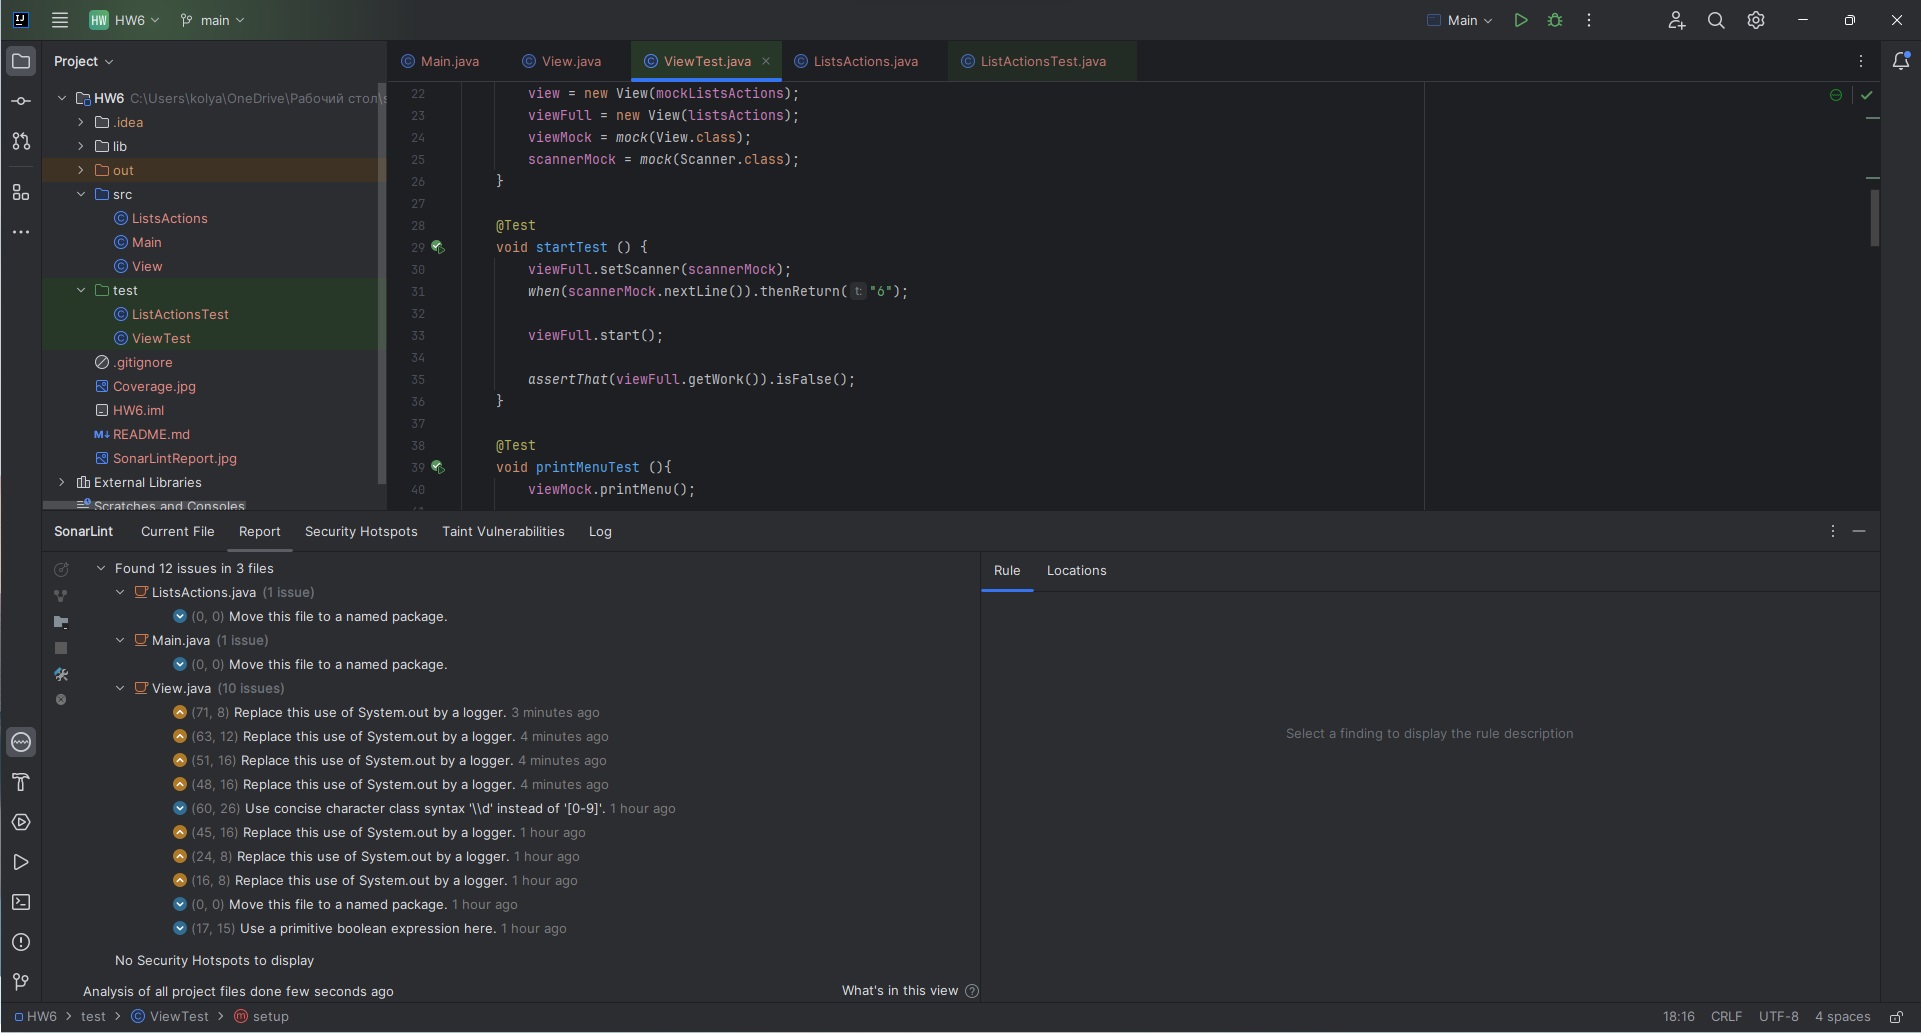 HW HW6 main Main
Project
HW6 C:\Users\kolya\OneDrive\Рабочий стол\s
.idea
lib
out
src
ListsActions
Main
View
test
ListActionsTest
ViewTest
.gitignore
Coverage.jpg
HW6.iml
M↓ README.md
SonarLintReport.jpg
External Libraries
Scratches and Consoles
Main.java View.java ViewTest.java ListsActions.java ListActionsTest.java
22 view = new View(mockListsActions);
23 viewFull = new View(listsActions);
24 viewMock = mock(View.class);
25 scannerMock = mock(Scanner.class);
26 }
27
28 @Test
29 void startTest () {
30 viewFull.setScanner(scannerMock);
31 when(scannerMock.nextLine()).thenReturn( t: "6");
32
33 viewFull.start();
34
35 assertThat(viewFull.getWork()).isFalse();
36 }
37
38 @Test
39 void printMenuTest (){
40 viewMock.printMenu();
SonarLint Current File Report Security Hotspots Taint Vulnerabilities Log
Found 12 issues in 3 files
ListsActions.java (1 issue)
(0, 0) Move this file to a named package.
Main.java (1 issue)
(0, 0) Move this file to a named package.
View.java (10 issues)
(71, 8) Replace this use of System.out by a logger. 3 minutes ago
(63, 12) Replace this use of System.out by a logger. 4 minutes ago
(51, 16) Replace this use of System.out by a logger. 4 minutes ago
(48, 16) Replace this use of System.out by a logger. 4 minutes ago
(60, 26) Use concise character class syntax '\\d' instead of '[0-9]'. 1 hour ago
(45, 16) Replace this use of System.out by a logger. 1 hour ago
(24, 8) Replace this use of System.out by a logger. 1 hour ago
(16, 8) Replace this use of System.out by a logger. 1 hour ago
(0, 0) Move this file to a named package. 1 hour ago
(17, 15) Use a primitive boolean expression here. 1 hour ago
No Security Hotspots to display
Analysis of all project files done few seconds ago
What's in this view
Rule Locations
Select a finding to display the rule description
HW6 > test > ViewTest > setup
18:16 CRLF UTF-8 4 spaces